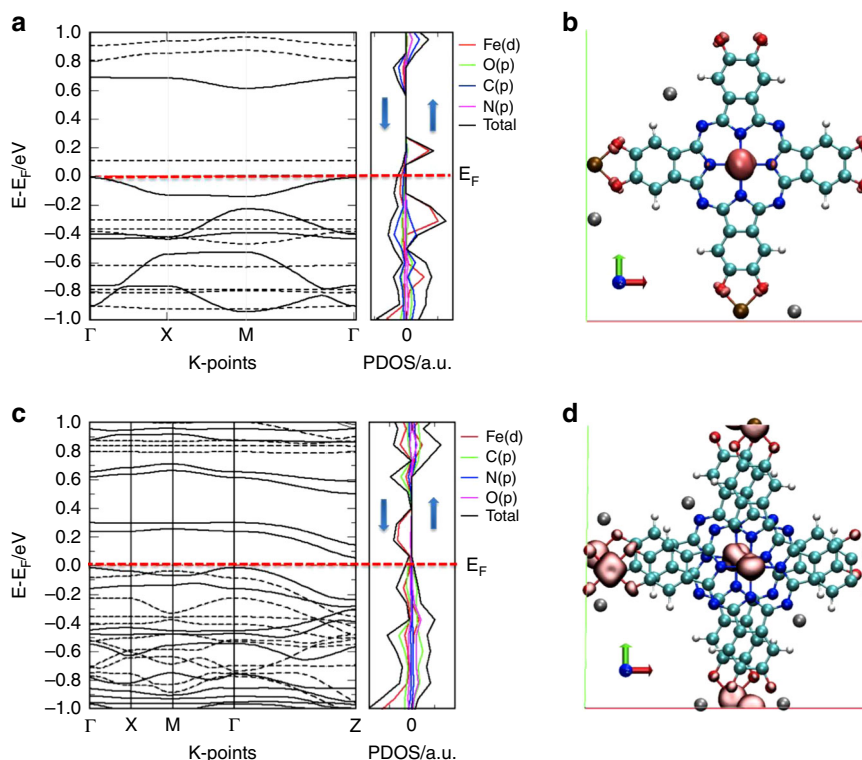 a
1.0
0.8
0.6
0.4
0.2
0.0
−0.2
−0.4
−0.6
−0.8
−1.0
E-E_F/eV
Γ X M Γ
K-points
0
PDOS/a.u.
Fe(d)
O(p)
C(p)
N(p)
Total
E_F
b
c
1.0
0.8
0.6
0.4
0.2
0.0
−0.2
−0.4
−0.6
−0.8
−1.0
E-E_F/eV
Γ X M Γ Z
K-points
0
PDOS/a.u.
Fe(d)
C(p)
N(p)
O(p)
Total
E_F
d